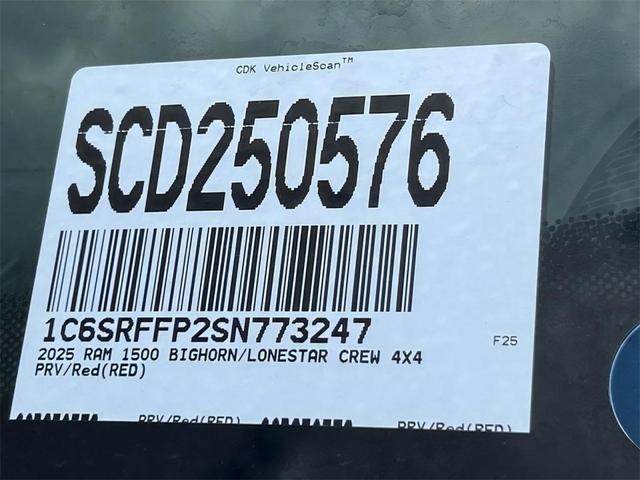 CDK VehicleScan™
SCD250576
1C6SRFFP2SN773247
F25
2025 RAM 1500 BIGHORN/LONESTAR CREW 4X4
PRV/Red(RED)
PRV/Red(RED)
PRV/Red(RED)